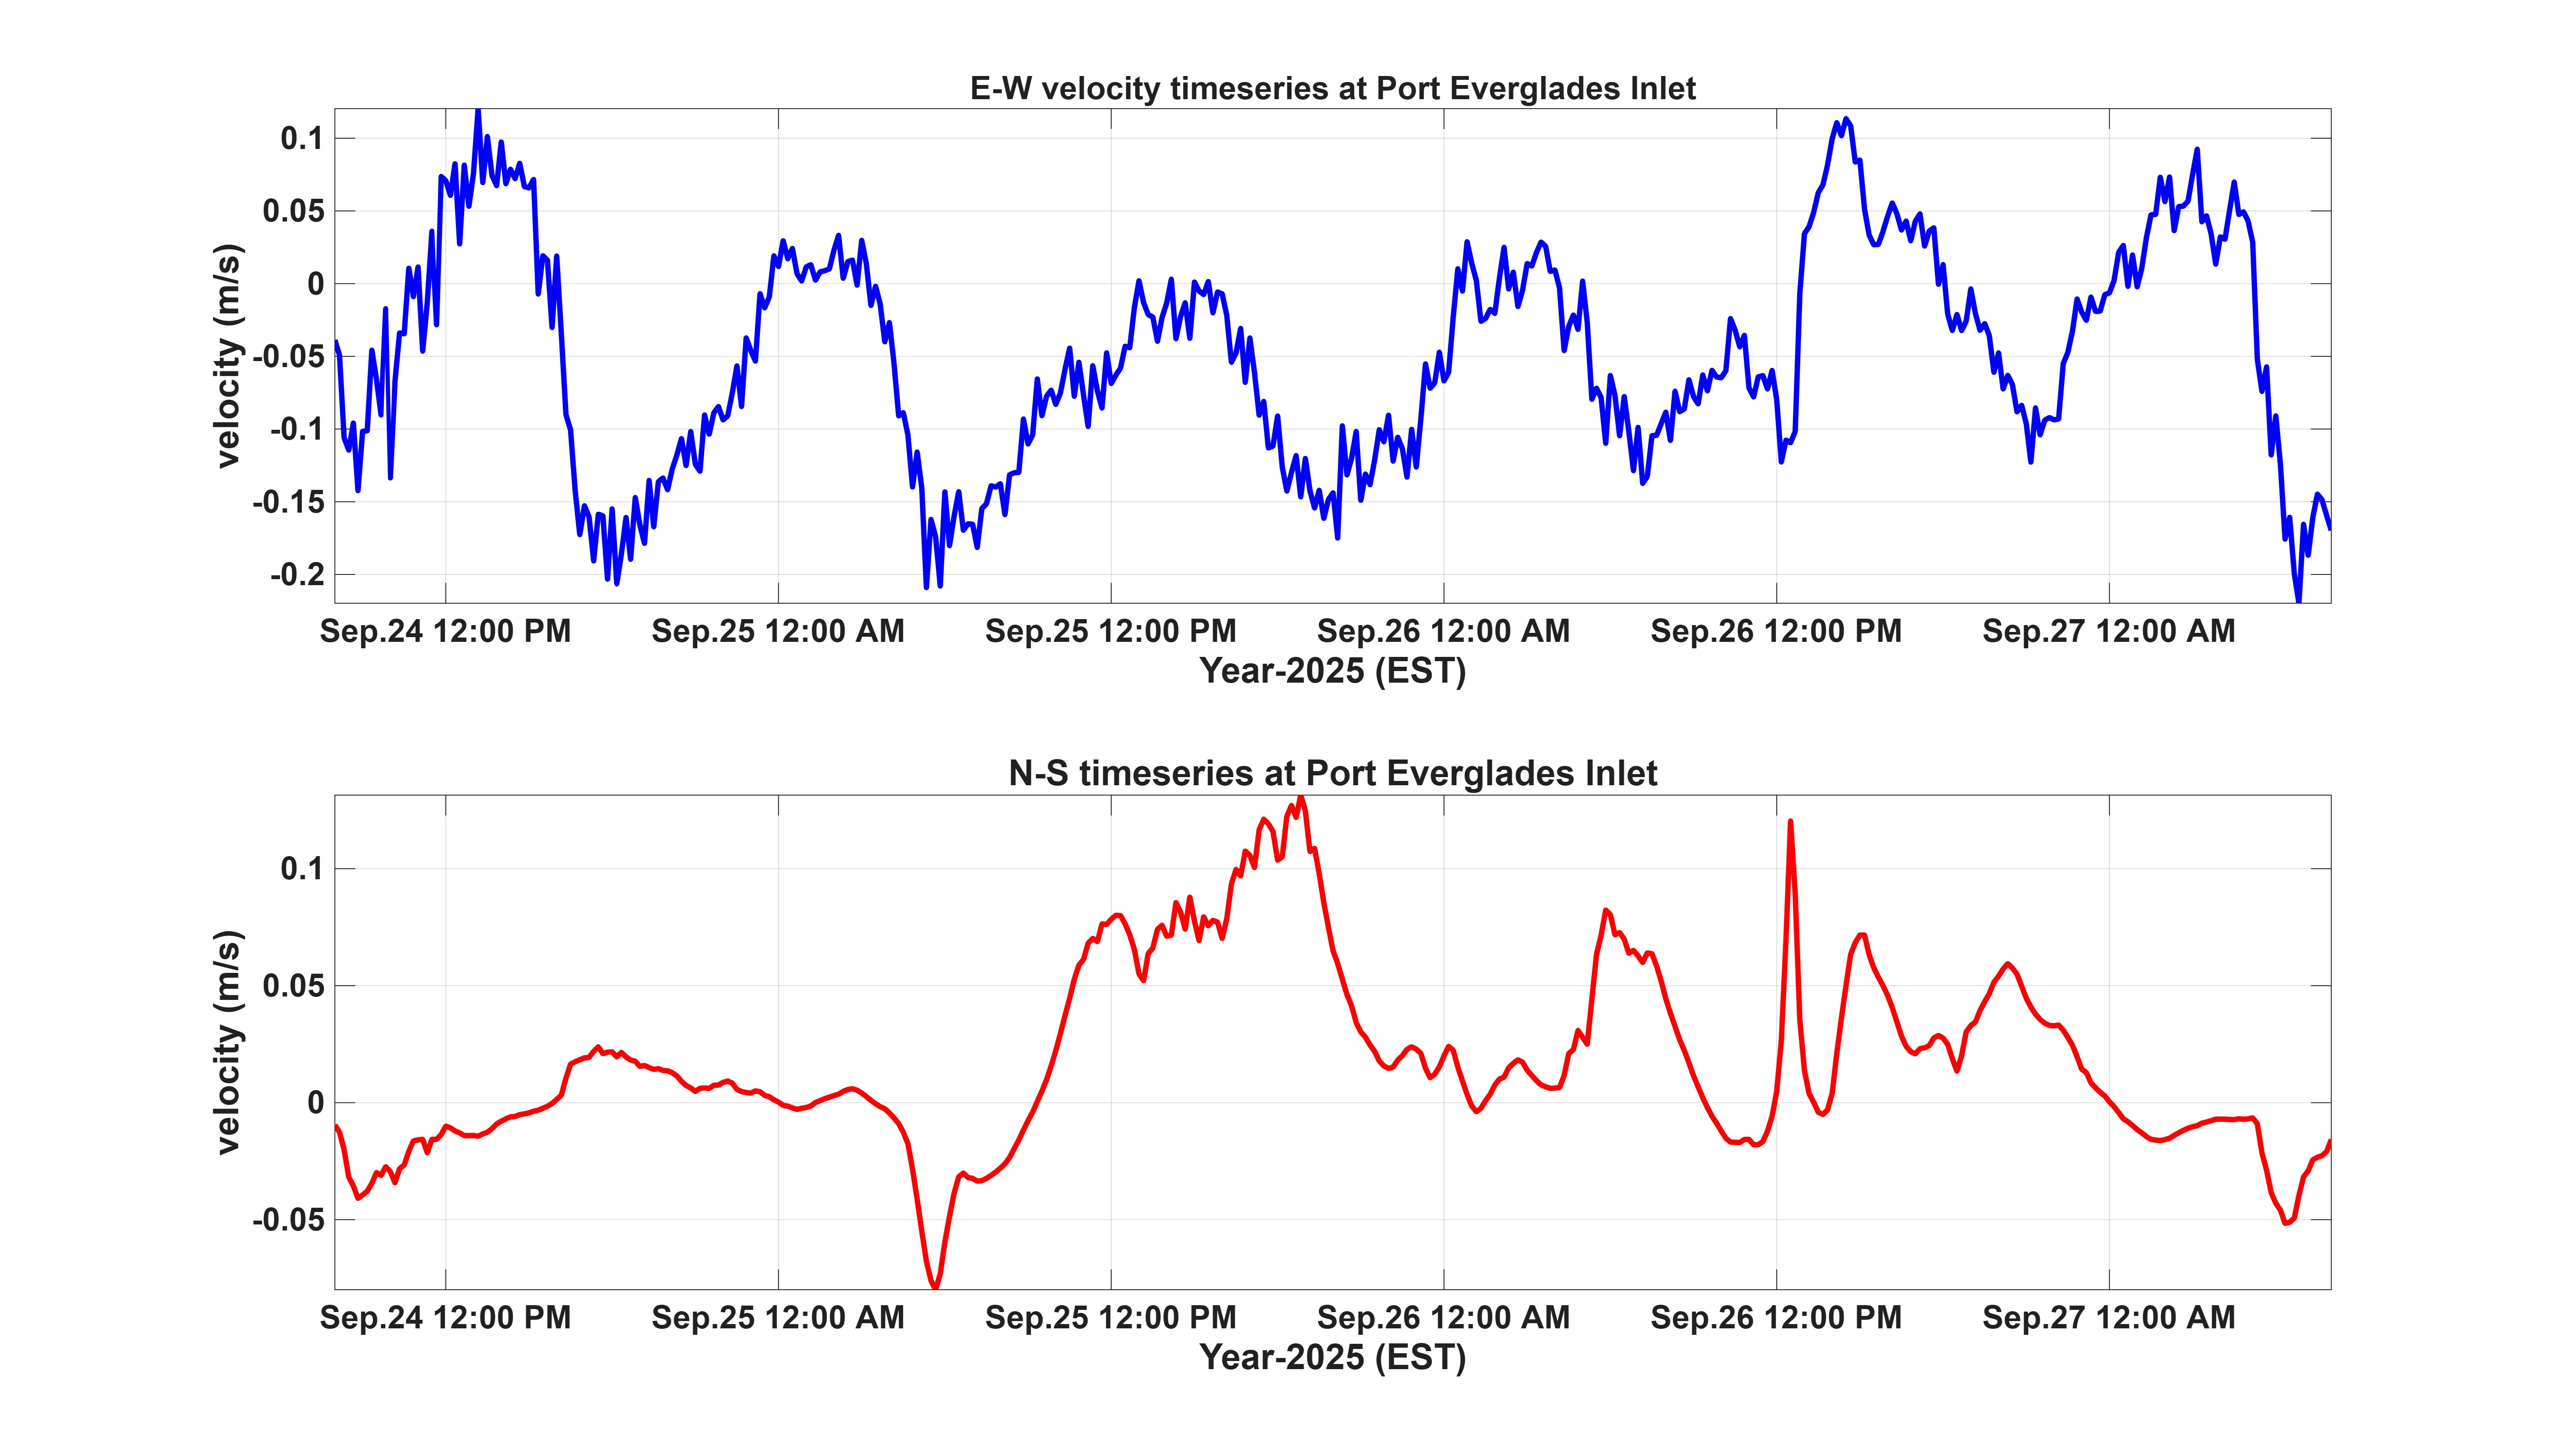 E-W velocity timeseries at Port Everglades Inlet
velocity (m/s)
0.1
0.05
0
-0.05
-0.1
-0.15
-0.2
Sep.24 12:00 PM Sep.25 12:00 AM Sep.25 12:00 PM Sep.26 12:00 AM Sep.26 12:00 PM Sep.27 12:00 AM
Year-2025 (EST)
N-S timeseries at Port Everglades Inlet
velocity (m/s)
0.1
0.05
0
-0.05
Sep.24 12:00 PM Sep.25 12:00 AM Sep.25 12:00 PM Sep.26 12:00 AM Sep.26 12:00 PM Sep.27 12:00 AM
Year-2025 (EST)